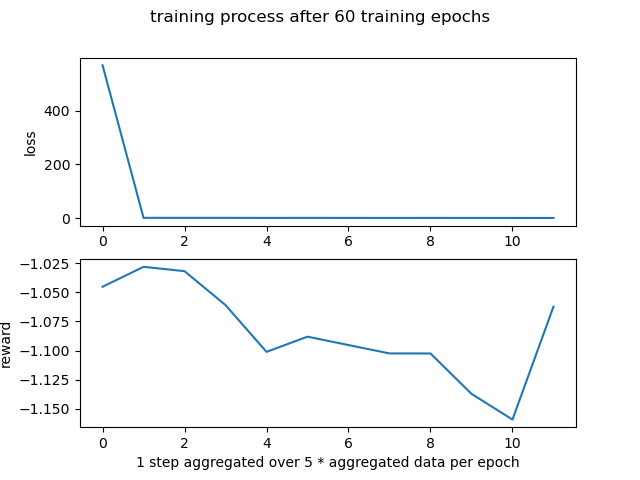 training process after 60 training epochs
400
200
0
loss
0 2 4 6 8 10
−1.025
−1.050
−1.075
−1.100
−1.125
−1.150
reward
0 2 4 6 8 10
1 step aggregated over 5 * aggregated data per epoch